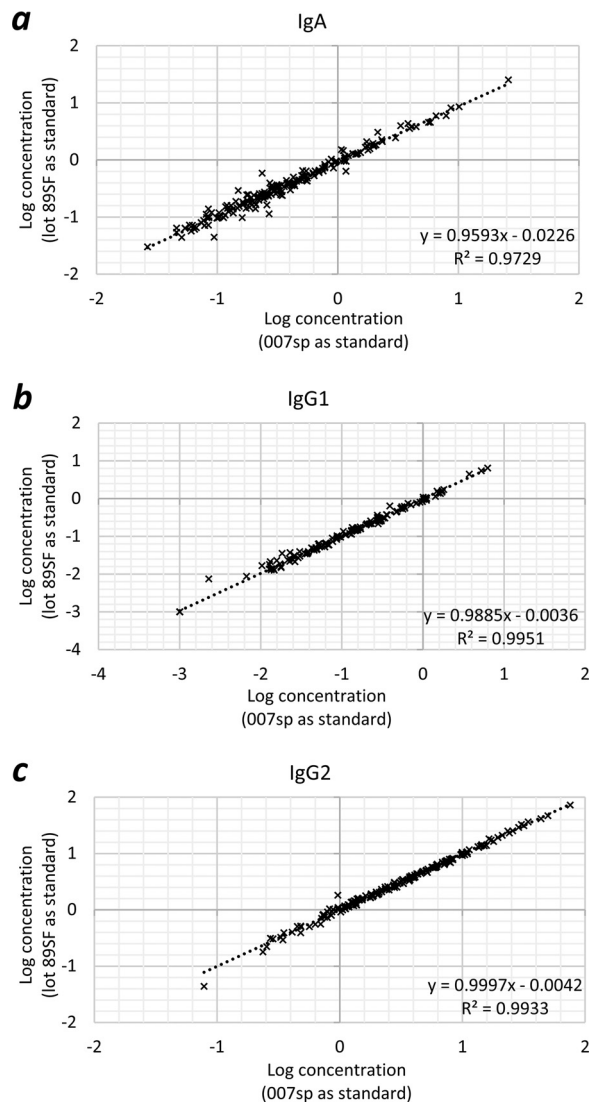 a
IgA
2
1
0
-1
-2
-2 -1 0 1 2
Log concentration
(lot 89SF as standard)
y = 0.9593x - 0.0226
R² = 0.9729
Log concentration
(007sp as standard)
b
IgG1
2
1
0
-1
-2
-3
-4
-4 -3 -2 -1 0 1 2
Log concentration
(lot 89SF as standard)
y = 0.9885x - 0.0036
R² = 0.9951
Log concentration
(007sp as standard)
c
IgG2
2
1
0
-1
-2
-2 -1 0 1 2
Log concentration
(lot 89SF as standard)
y = 0.9997x - 0.0042
R² = 0.9933
Log concentration
(007sp as standard)